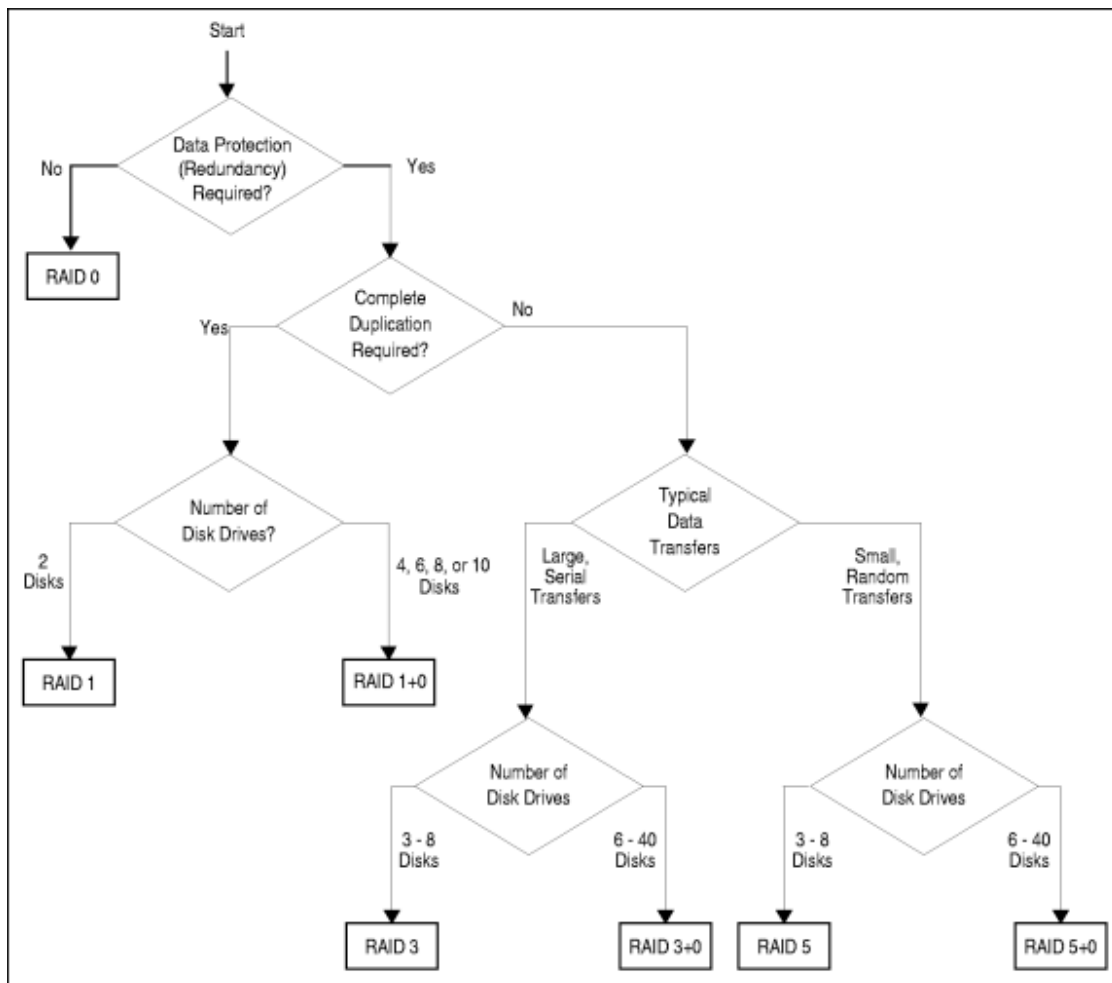 Start
Data Protection
(Redundancy)
Required?
No
Yes
RAID 0
Complete
Duplication
Required?
Yes
No
Number of
Disk Drives?
2
Disks
4, 6, 8, or 10
Disks
RAID 1
RAID 1+0
Typical
Data
Transfers
Large,
Serial
Transfers
Small,
Random
Transfers
Number of
Disk Drives
3 - 8
Disks
6 - 40
Disks
RAID 3
RAID 3+0
Number of
Disk Drives
3 - 8
Disks
6 - 40
Disks
RAID 5
RAID 5+0